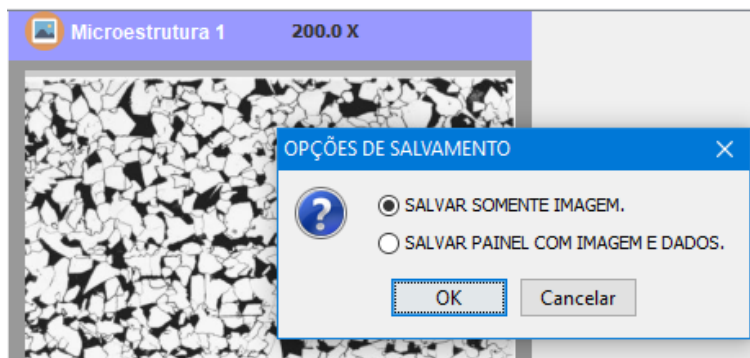 Microestrutura 1 200.0 X
OPÇÕES DE SALVAMENTO
SALVAR SOMENTE IMAGEM.
SALVAR PAINEL COM IMAGEM E DADOS.
OK Cancelar